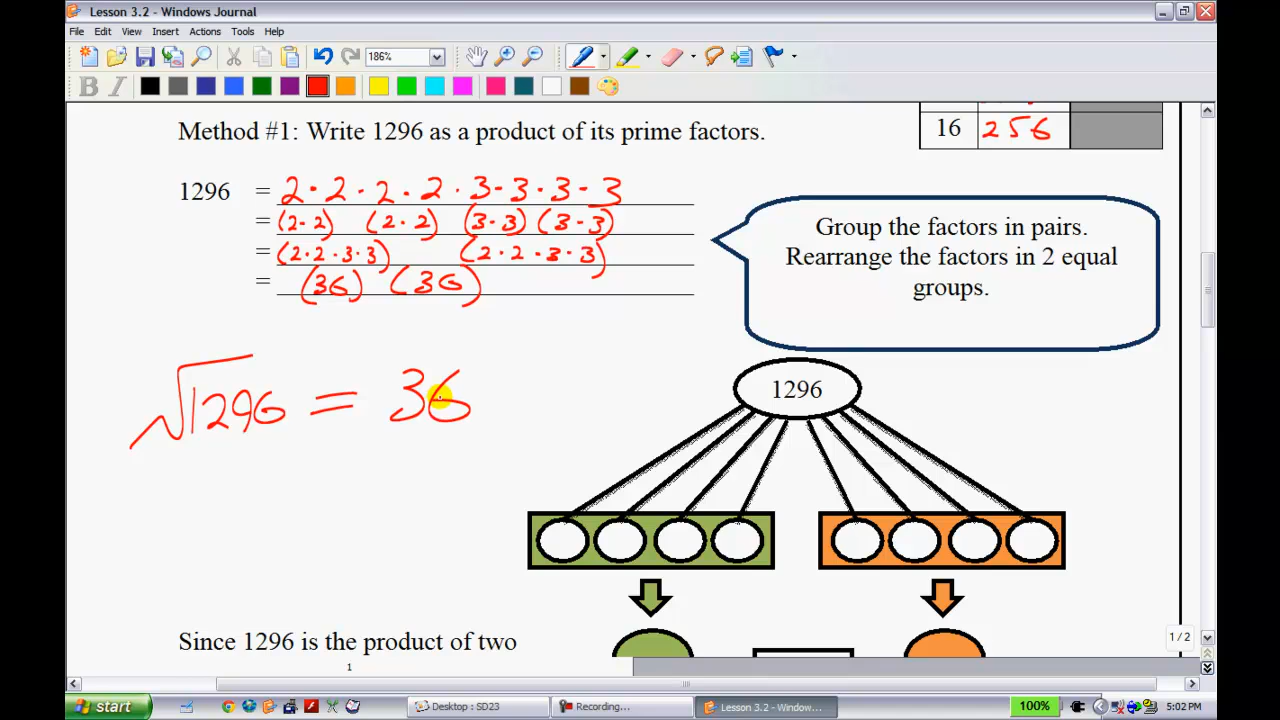 Lesson 3.2 - Windows Journal
File Edit View Insert Actions Tools Help
186%
B I
Method #1: Write 1296 as a product of its prime factors.
16 256
1296 = 2 · 2 · 2 · 2 · 3 · 3 · 3 · 3
= (2·2) (2·2) (3·3) (3·3)
= (2·2·3·3) (2·2·3·3)
= (36) (36)
Group the factors in pairs.
Rearrange the factors in 2 equal
groups.
√1296 = 36
1296
Since 1296 is the product of two
1
1 / 2
start
Desktop : SD23
Recording...
Lesson 3.2 - Window...
100%
5:02 PM